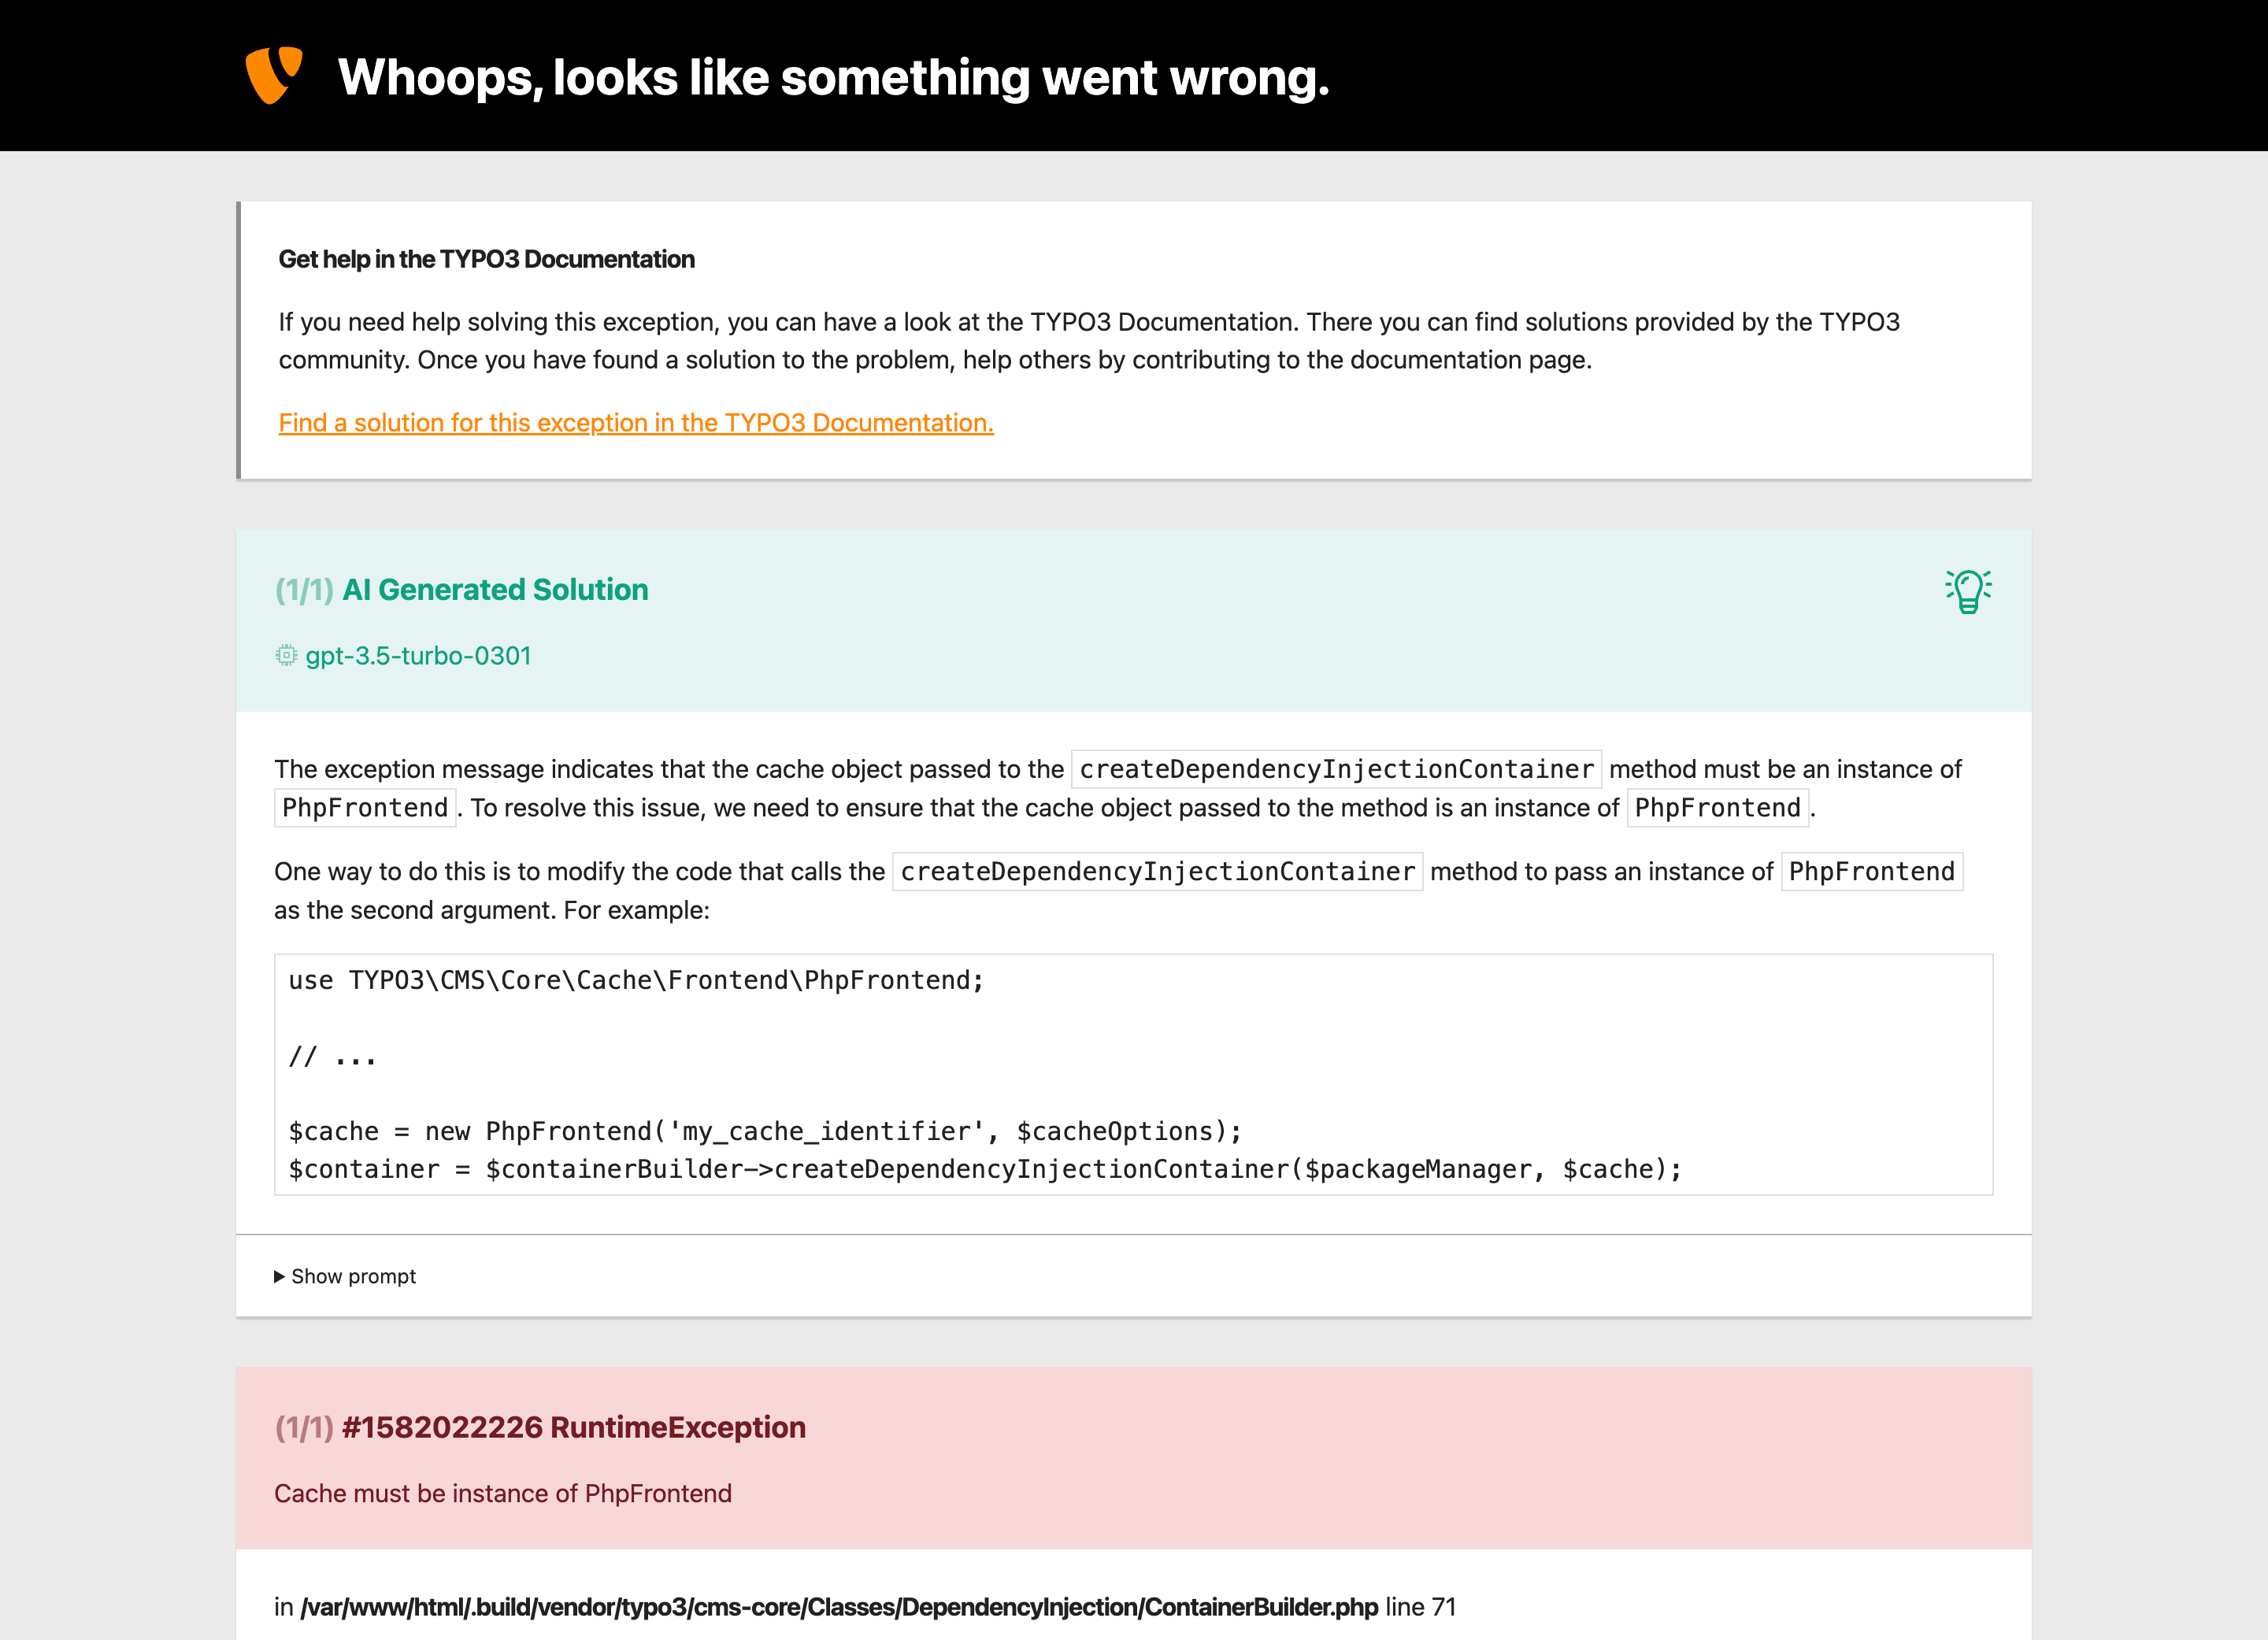 Whoops, looks like something went wrong.
Get help in the TYPO3 Documentation
If you need help solving this exception, you can have a look at the TYPO3 Documentation. There you can find solutions provided by the TYPO3
community. Once you have found a solution to the problem, help others by contributing to the documentation page.
Find a solution for this exception in the TYPO3 Documentation.
(1/1) AI Generated Solution
gpt-3.5-turbo-0301
The exception message indicates that the cache object passed to the createDependencyInjectionContainer method must be an instance of
PhpFrontend. To resolve this issue, we need to ensure that the cache object passed to the method is an instance of PhpFrontend.
One way to do this is to modify the code that calls the createDependencyInjectionContainer method to pass an instance of PhpFrontend
as the second argument. For example:
use TYPO3\CMS\Core\Cache\Frontend\PhpFrontend;
// ...
$cache = new PhpFrontend('my_cache_identifier', $cacheOptions);
$container = $containerBuilder->createDependencyInjectionContainer($packageManager, $cache);
Show prompt
(1/1) #1582022226 RuntimeException
Cache must be instance of PhpFrontend
in /var/www/html/.build/vendor/typo3/cms-core/Classes/DependencyInjection/ContainerBuilder.php line 71